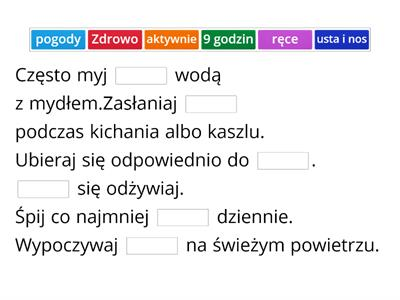 pogody Zdrowo aktywnie 9 godzin ręce usta i nos
Często myj wodą
z mydłem.Zasłaniaj
podczas kichania albo kaszlu.
Ubieraj się odpowiednio do .
się odżywiaj.
Śpij co najmniej dziennie.
Wypoczywaj na świeżym powietrzu.